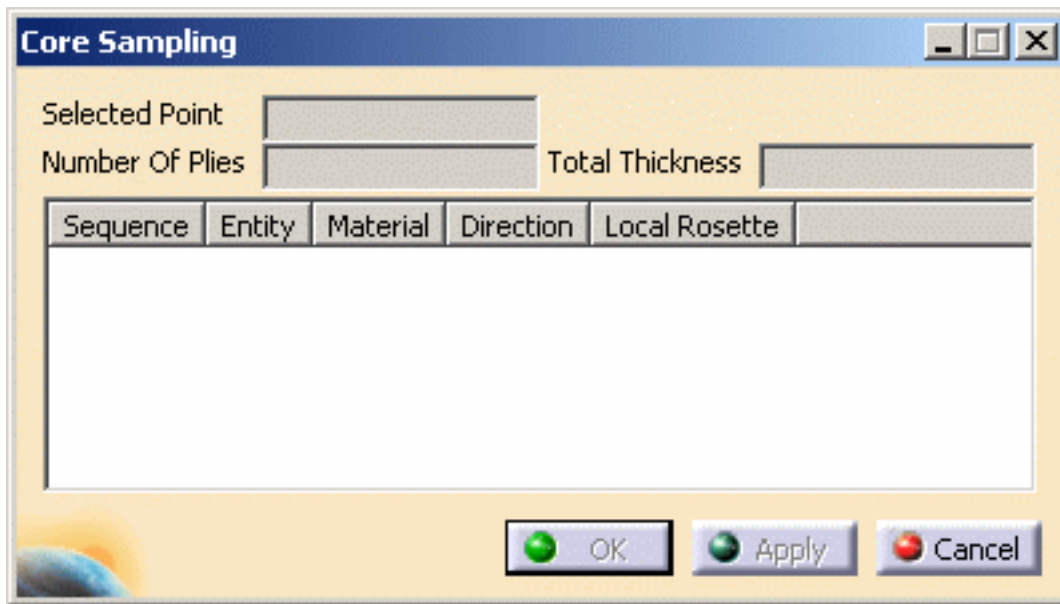 Core Sampling
Selected Point
Number Of Plies Total Thickness
Sequence Entity Material Direction Local Rosette
OK Apply Cancel